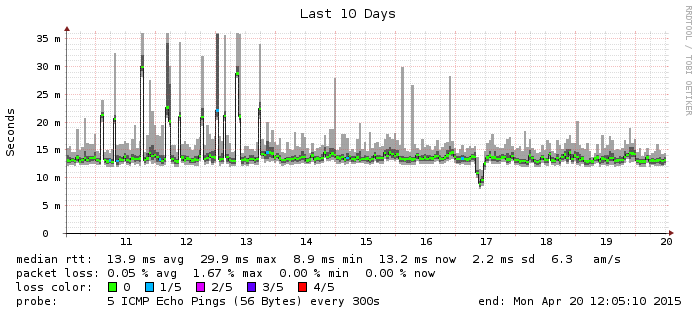 Last 10 Days
RRDTOOL / TOBI OETIKER
Seconds
35 m
30 m
25 m
20 m
15 m
10 m
5 m
0
11 12 13 14 15 16 17 18 19 20
median rtt: 13.9 ms avg 29.9 ms max 8.9 ms min 13.2 ms now 2.2 ms sd 6.3 am/s
packet loss: 0.05 % avg 1.67 % max 0.00 % min 0.00 % now
loss color: 0 1/5 2/5 3/5 4/5
probe: 5 ICMP Echo Pings (56 Bytes) every 300s end: Mon Apr 20 12:05:10 2015